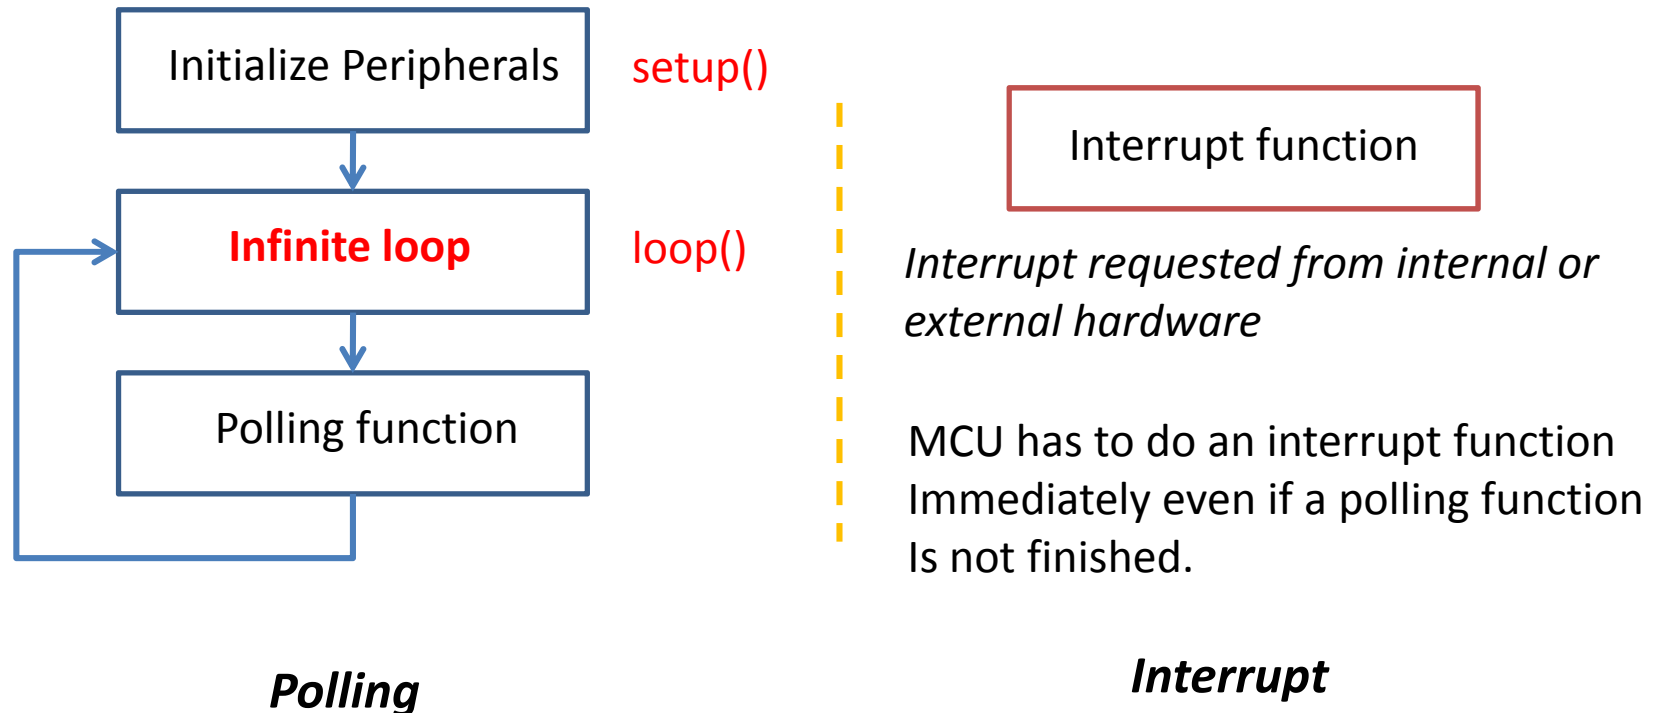 Initialize Peripherals
setup()
Infinite loop
loop()
Polling function
Polling
Interrupt function
Interrupt requested from internal or
external hardware
MCU has to do an interrupt function
Immediately even if a polling function
Is not finished.
Interrupt